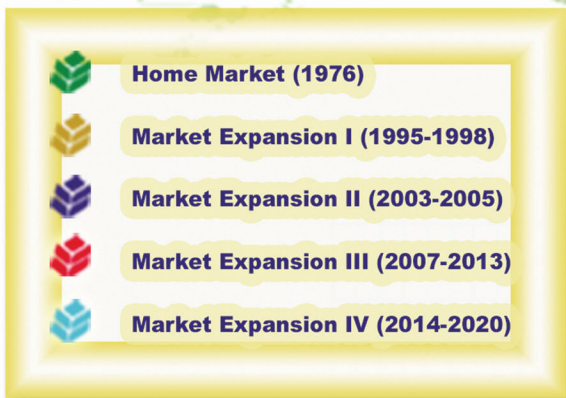 Home Market (1976)
Market Expansion I (1995-1998)
Market Expansion II (2003-2005)
Market Expansion III (2007-2013)
Market Expansion IV (2014-2020)